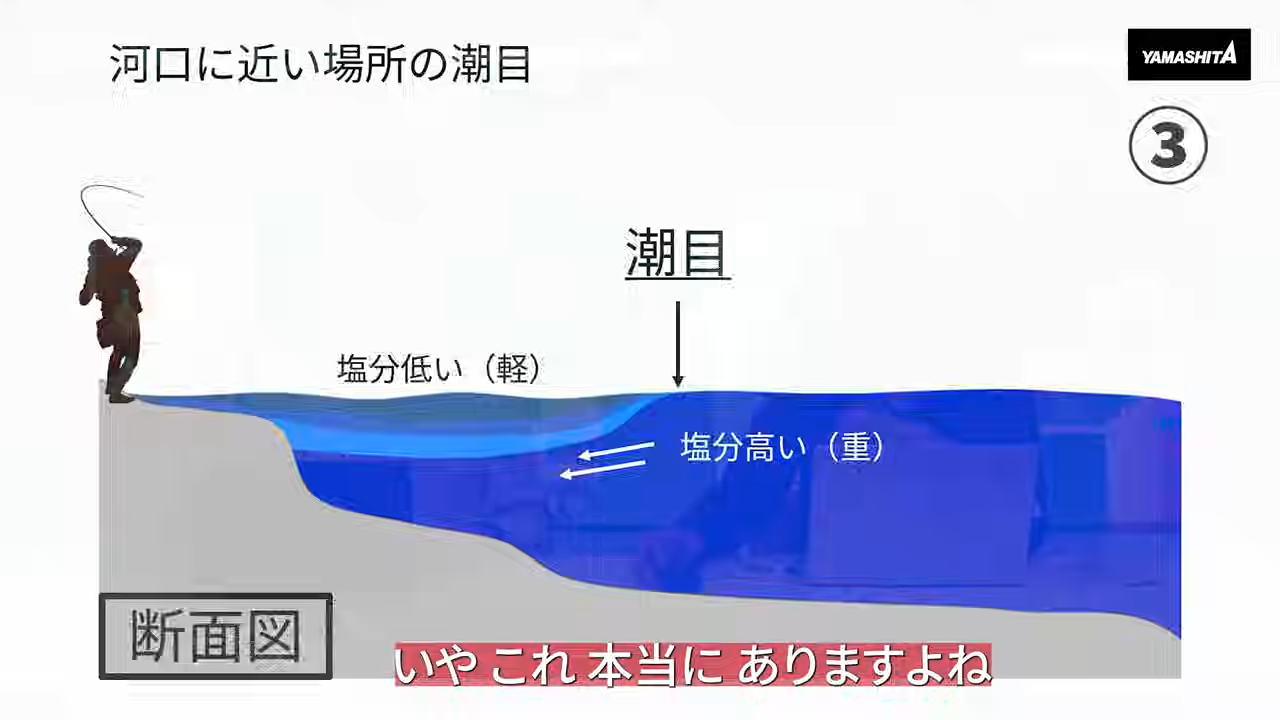 河口に近い場所の潮目
YAMASHITA
③
潮目
塩分低い（軽）
塩分高い（重）
断面図
いや これ 本当に ありますよね